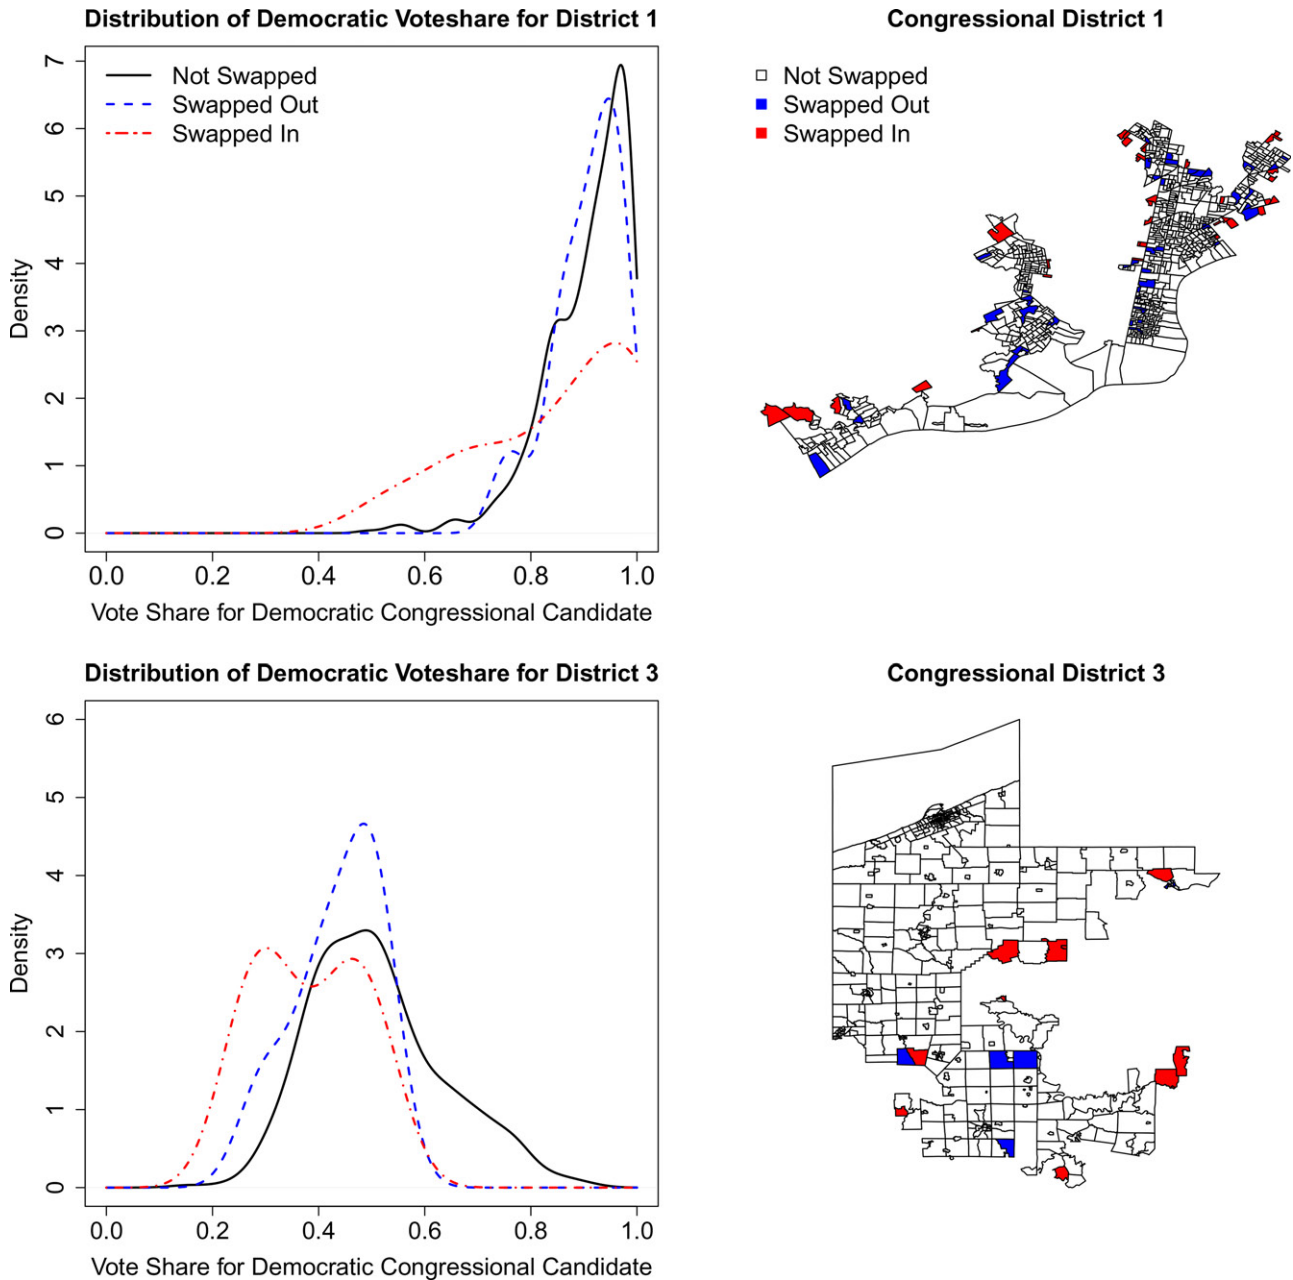 Distribution of Democratic Voteshare for District 1
Density
7
6
5
4
3
2
1
0
Not Swapped
Swapped Out
Swapped In
0.0 0.2 0.4 0.6 0.8 1.0
Vote Share for Democratic Congressional Candidate
Congressional District 1
Not Swapped
Swapped Out
Swapped In
Distribution of Democratic Voteshare for District 3
Density
6
5
4
3
2
1
0
0.0 0.2 0.4 0.6 0.8 1.0
Vote Share for Democratic Congressional Candidate
Congressional District 3